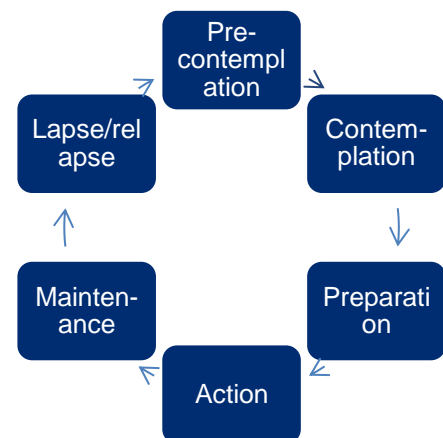 Pre-
contempl
ation
Contem-
plation
Preparati
on
Action
Mainten-
ance
Lapse/rel
apse